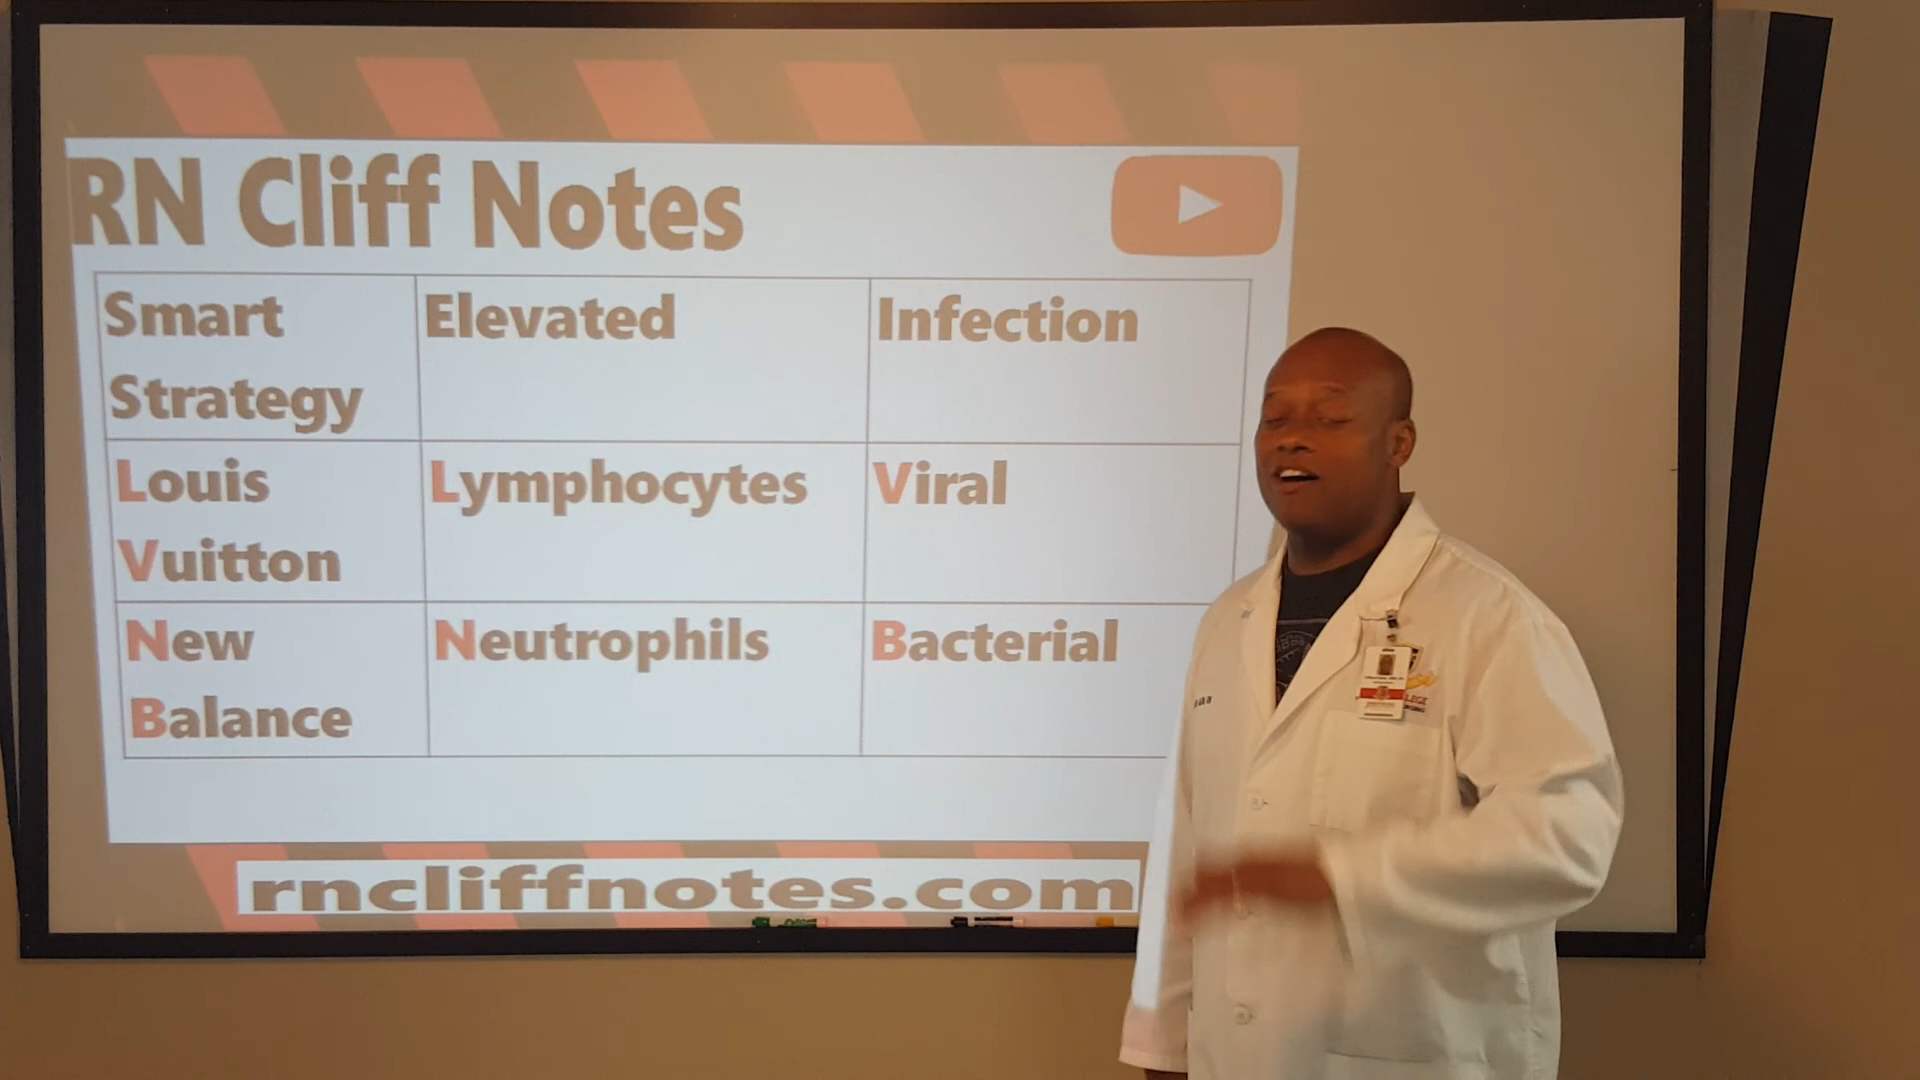 RN Cliff Notes
Smart
Strategy
Elevated
Infection
Louis
Vuitton
Lymphocytes
Viral
New
Balance
Neutrophils
Bacterial
rncliffnotes.com